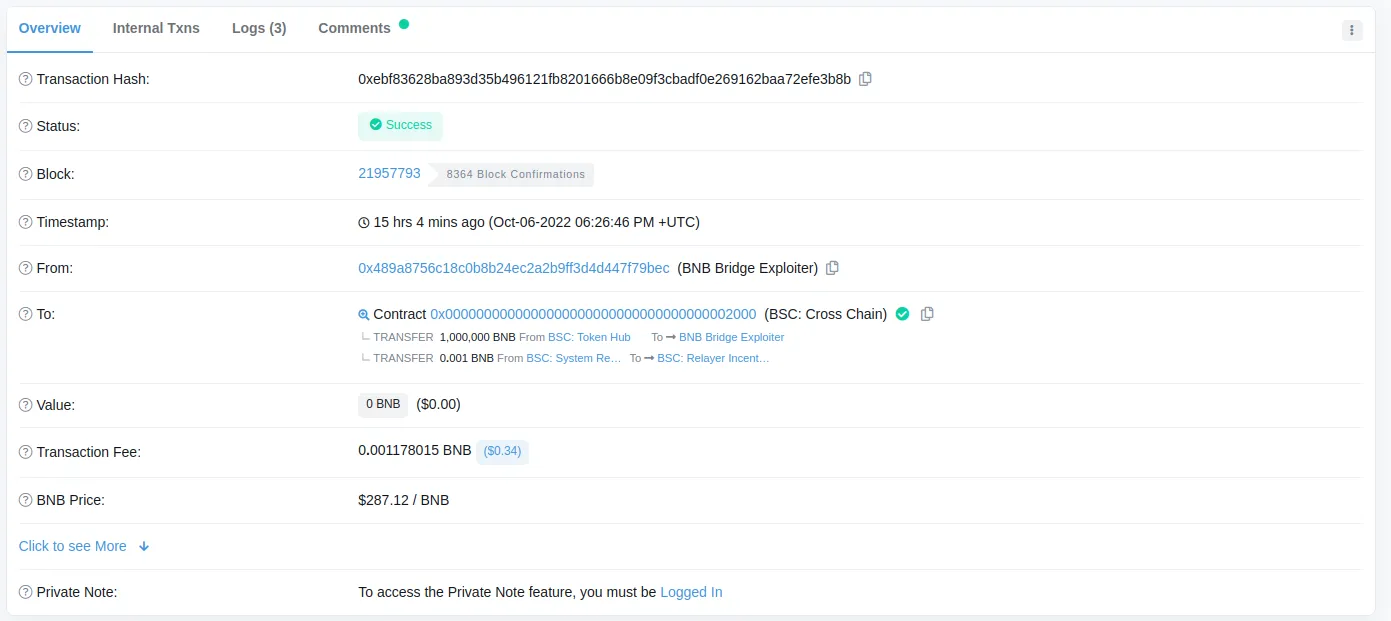 Overview Internal Txns Logs (3) Comments
Transaction Hash: 0xebf83628ba893d35b496121fb8201666b8e09f3cbadf0e269162baa72efe3b8b
Status: Success
Block: 21957793 8364 Block Confirmations
Timestamp: 15 hrs 4 mins ago (Oct-06-2022 06:26:46 PM +UTC)
From: 0x489a8756c18c0b8b24ec2a2b9ff3d4d447f79bec (BNB Bridge Exploiter)
To: Contract 0x0000000000000000000000000000000000002000 (BSC: Cross Chain)
TRANSFER 1,000,000 BNB From BSC: Token Hub To → BNB Bridge Exploiter
TRANSFER 0.001 BNB From BSC: System Re... To → BSC: Relayer Incent...
Value: 0 BNB ($0.00)
Transaction Fee: 0.001178015 BNB ($0.34)
BNB Price: $287.12 / BNB
Click to see More ↓
Private Note: To access the Private Note feature, you must be Logged In